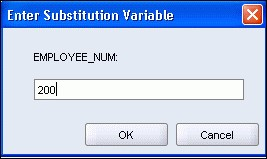 Enter Substitution Variable
EMPLOYEE_NUM:
200
OK Cancel